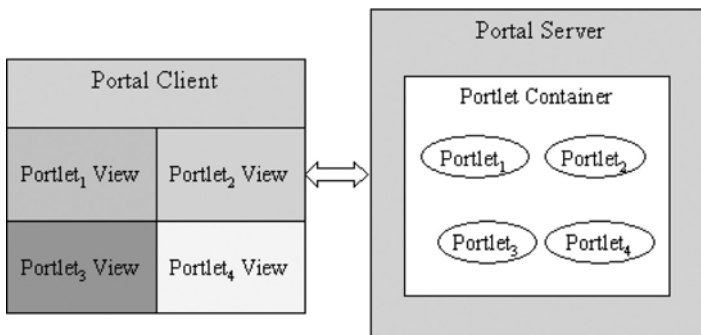 Portal Client
Portlet₁ View
Portlet₂ View
Portlet₃ View
Portlet₄ View
Portal Server
Portlet Container
Portlet₁
Portlet₂
Portlet₃
Portlet₄